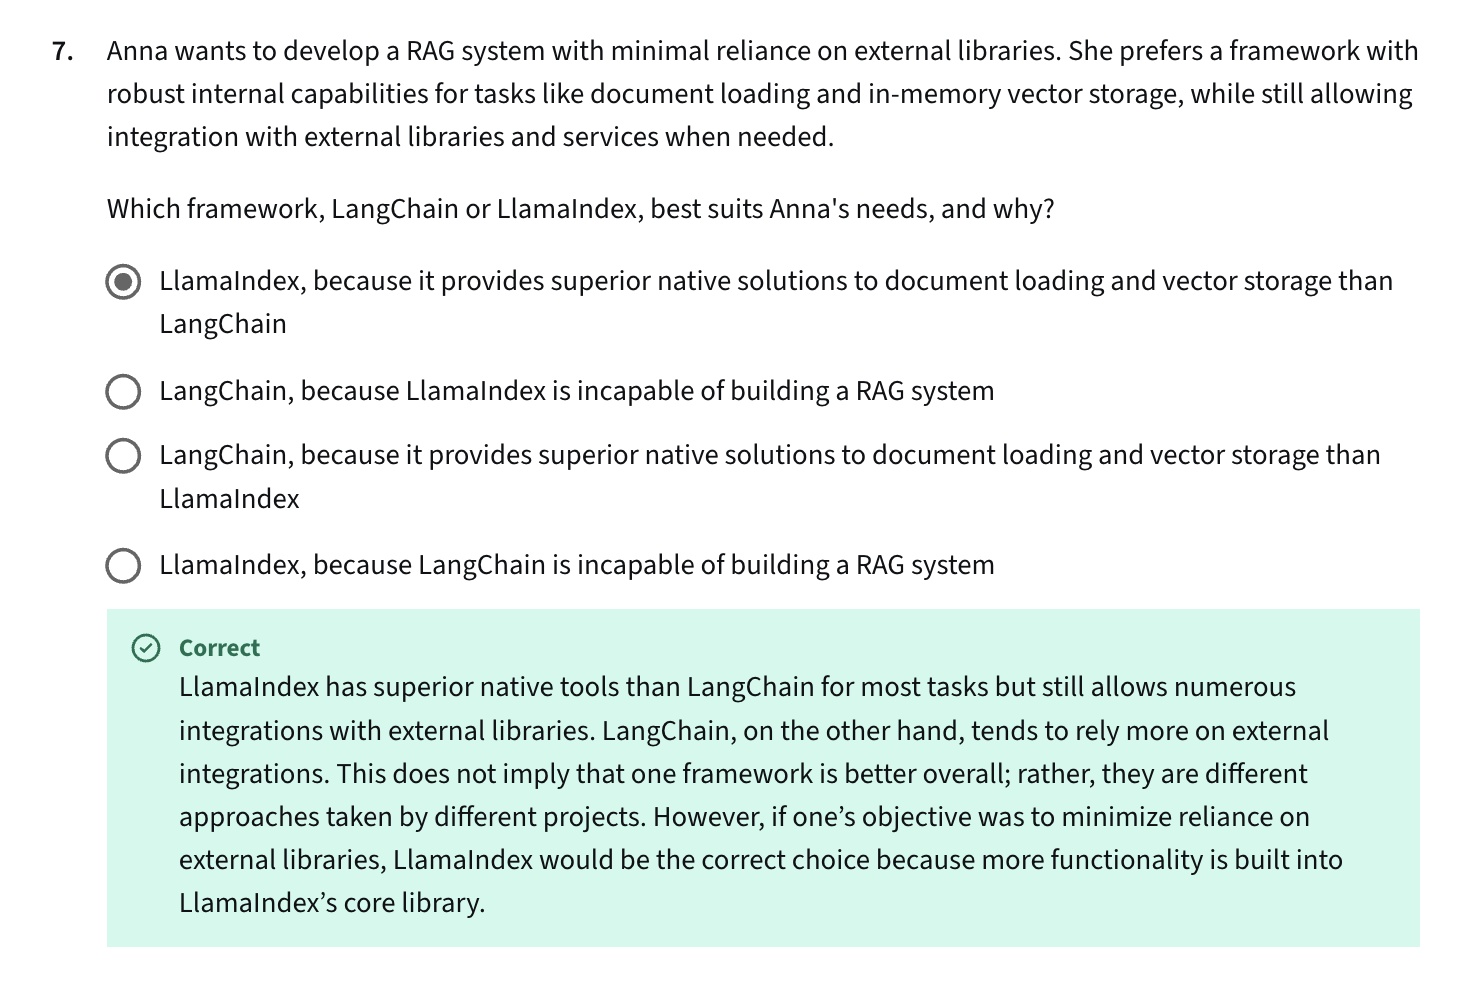 7. Anna wants to develop a RAG system with minimal reliance on external libraries. She prefers a framework with
robust internal capabilities for tasks like document loading and in-memory vector storage, while still allowing
integration with external libraries and services when needed.
Which framework, LangChain or LlamaIndex, best suits Anna's needs, and why?
LlamaIndex, because it provides superior native solutions to document loading and vector storage than
LangChain
LangChain, because LlamaIndex is incapable of building a RAG system
LangChain, because it provides superior native solutions to document loading and vector storage than
LlamaIndex
LlamaIndex, because LangChain is incapable of building a RAG system
Correct
LlamaIndex has superior native tools than LangChain for most tasks but still allows numerous
integrations with external libraries. LangChain, on the other hand, tends to rely more on external
integrations. This does not imply that one framework is better overall; rather, they are different
approaches taken by different projects. However, if one’s objective was to minimize reliance on
external libraries, LlamaIndex would be the correct choice because more functionality is built into
LlamaIndex’s core library.